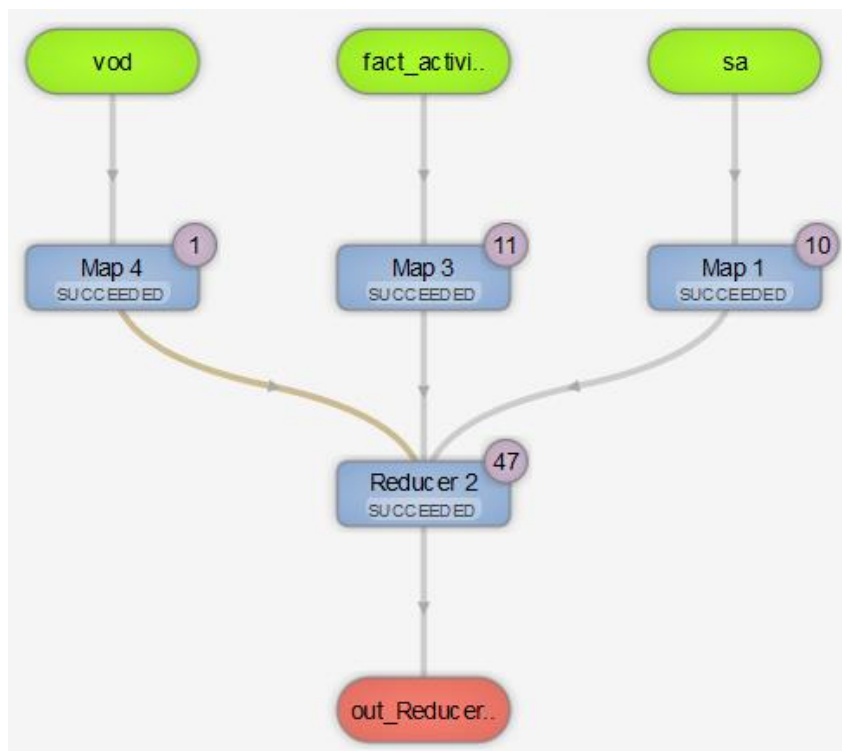 vod
fact_activi..
sa
1
Map 4
SUCCEEDED
11
Map 3
SUCCEEDED
10
Map 1
SUCCEEDED
47
Reducer 2
SUCCEEDED
out_Reducer..